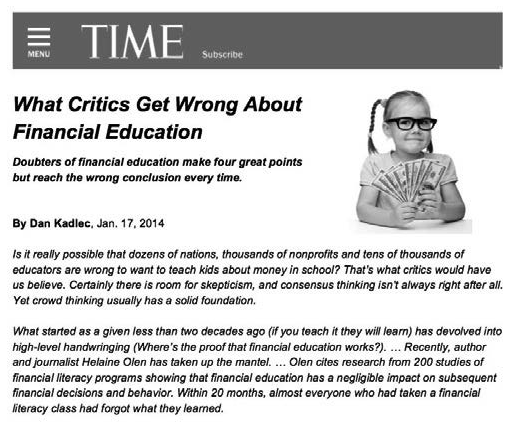 MENU
TIME
Subscribe
What Critics Get Wrong About
Financial Education
Doubters of financial education make four great points
but reach the wrong conclusion every time.
By Dan Kadlec, Jan. 17, 2014
Is it really possible that dozens of nations, thousands of nonprofits and tens of thousands of
educators are wrong to want to teach kids about money in school? That's what critics would have
us believe. Certainly there is room for skepticism, and consensus thinking isn't always right after all.
Yet crowd thinking usually has a solid foundation.
What started as a given less than two decades ago (if you teach it they will learn) has devolved into
high-level handwringing (Where's the proof that financial education works?). … Recently, author
and journalist Helaine Olen has taken up the mantel. … Olen cites research from 200 studies of
financial literacy programs showing that financial education has a negligible impact on subsequent
financial decisions and behavior. Within 20 months, almost everyone who had taken a financial
literacy class had forgot what they learned.